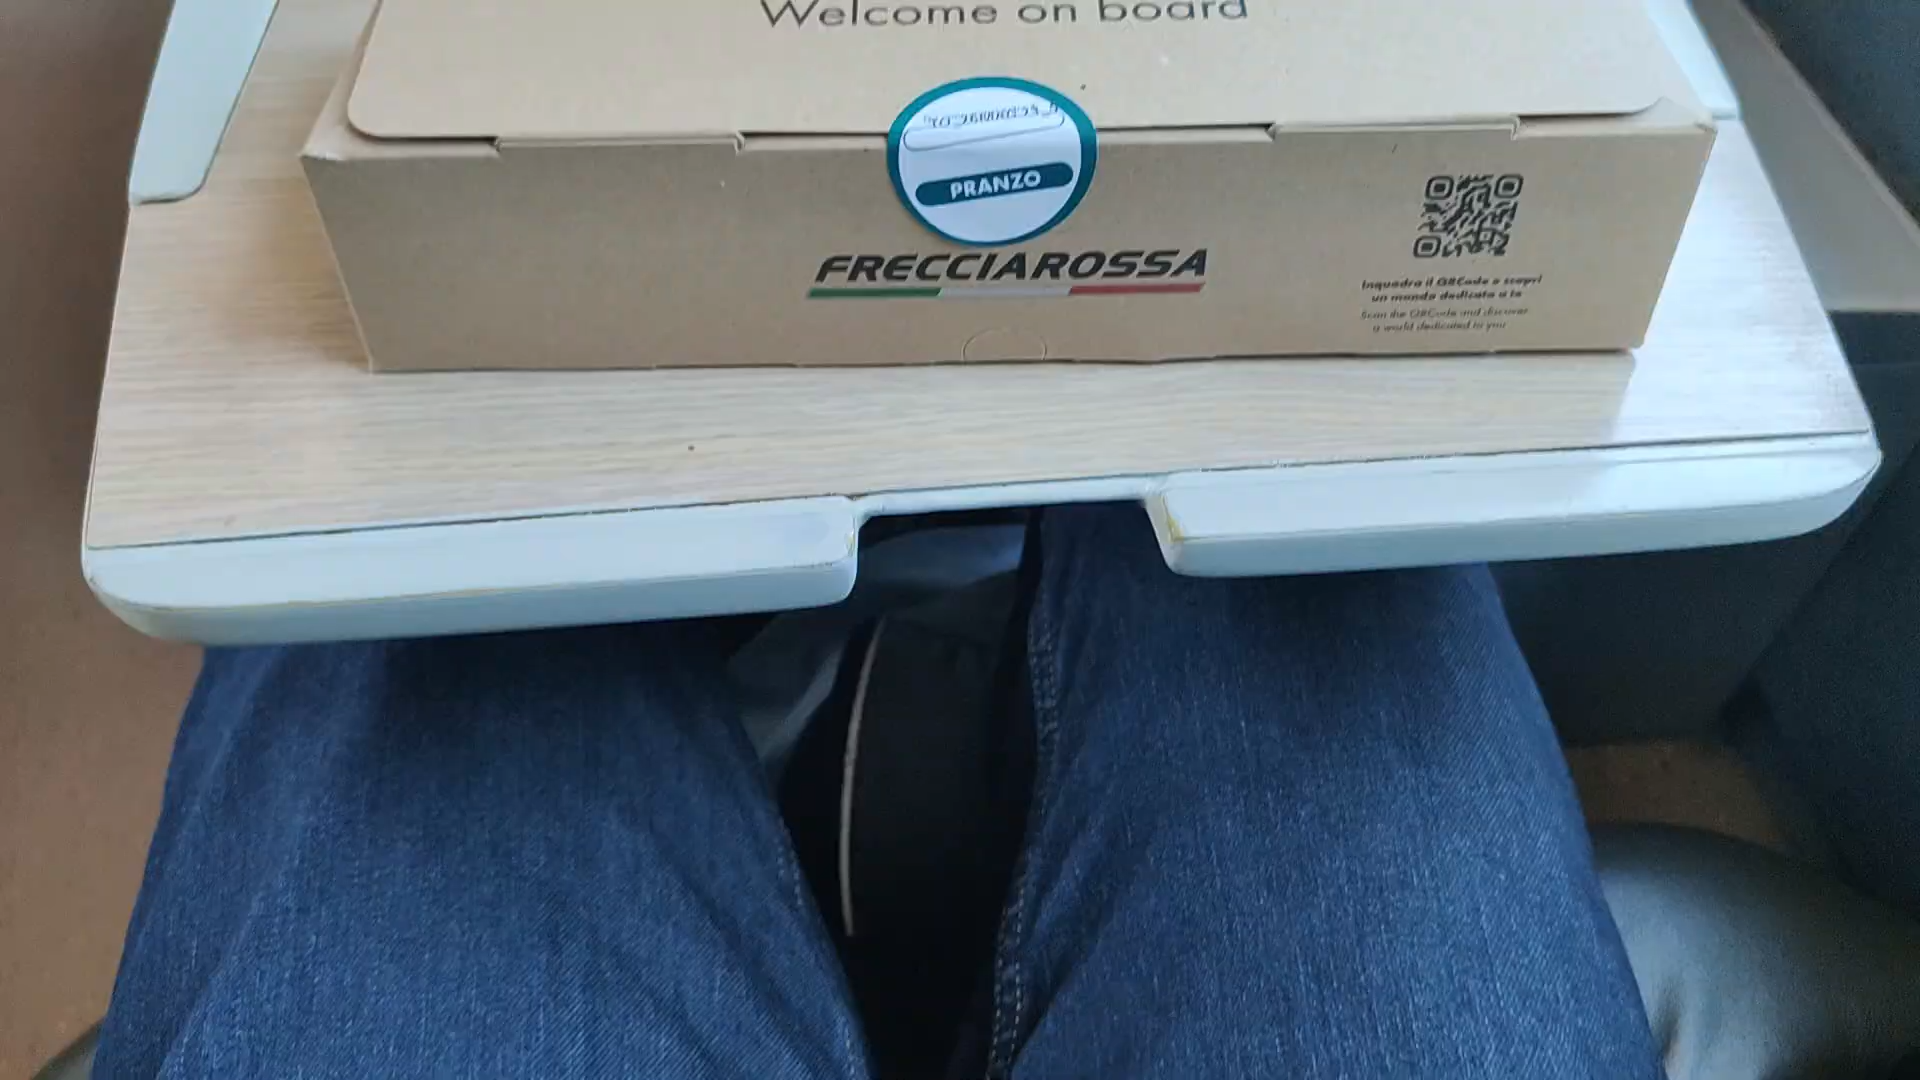 Welcome on board
PRANZO
FRECCIAROSSA
Inquadra il QRCode e scopri
un mondo dedicato a te
Scan the QRCode and discover
a world dedicated to you